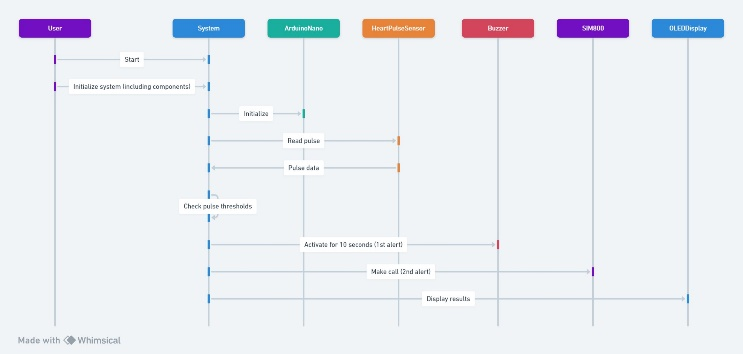 User
System
ArduinoNano
HeartPulseSensor
Buzzer
SIM800
OLEDDisplay
Start
Initialize system (including components)
Initialize
Read pulse
Pulse data
Check pulse thresholds
Activate for 10 seconds (1st alert)
Make call (2nd alert)
Display results
Made with Whimsical